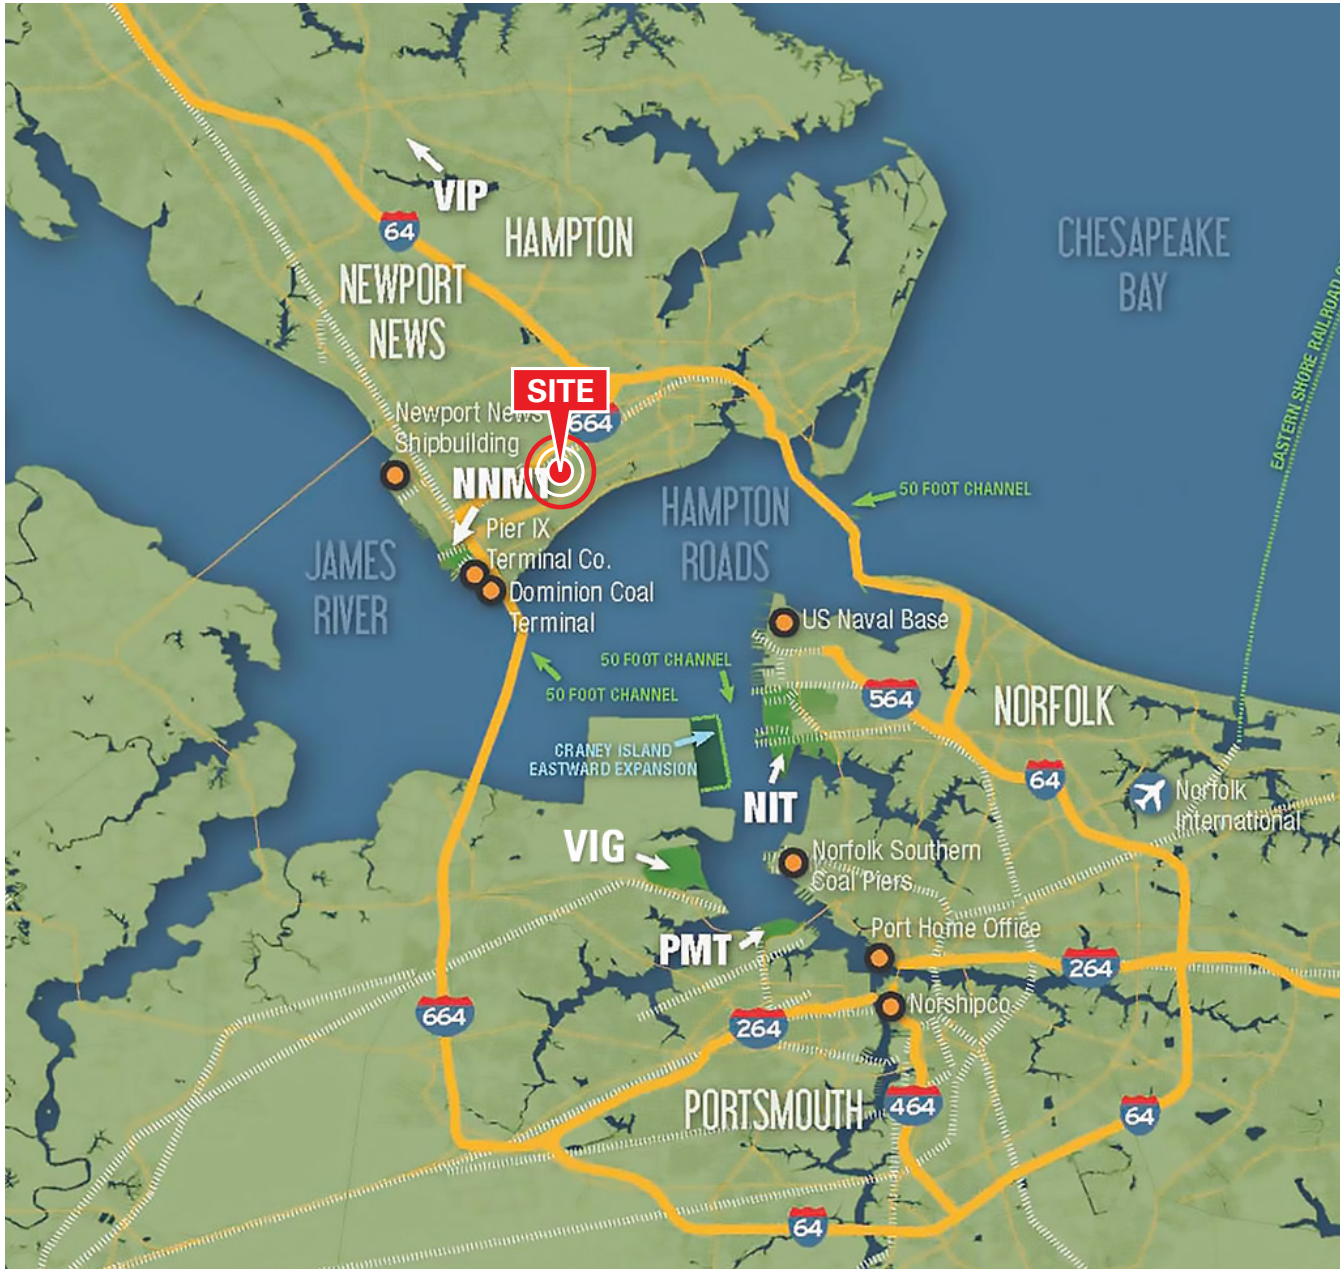 VIP
HAMPTON
64
NEWPORT
NEWS
CHESAPEAKE
BAY
EASTERN SHORE RAILROAD
SITE
664
Newport News
Shipbuilding
NNMT
50 FOOT CHANNEL
HAMPTON
ROADS
Pier IX
Terminal Co.
JAMES
RIVER
Dominion Coal
Terminal
US Naval Base
50 FOOT CHANNEL
50 FOOT CHANNEL
564
NORFOLK
CRANEY ISLAND
EASTWARD EXPANSION
64
NIT
Norfolk
International
VIG
Norfolk Southern
Coal Piers
PMT
Port Home Office
264
664
264
Norshipco
PORTSMOUTH
464
64
64